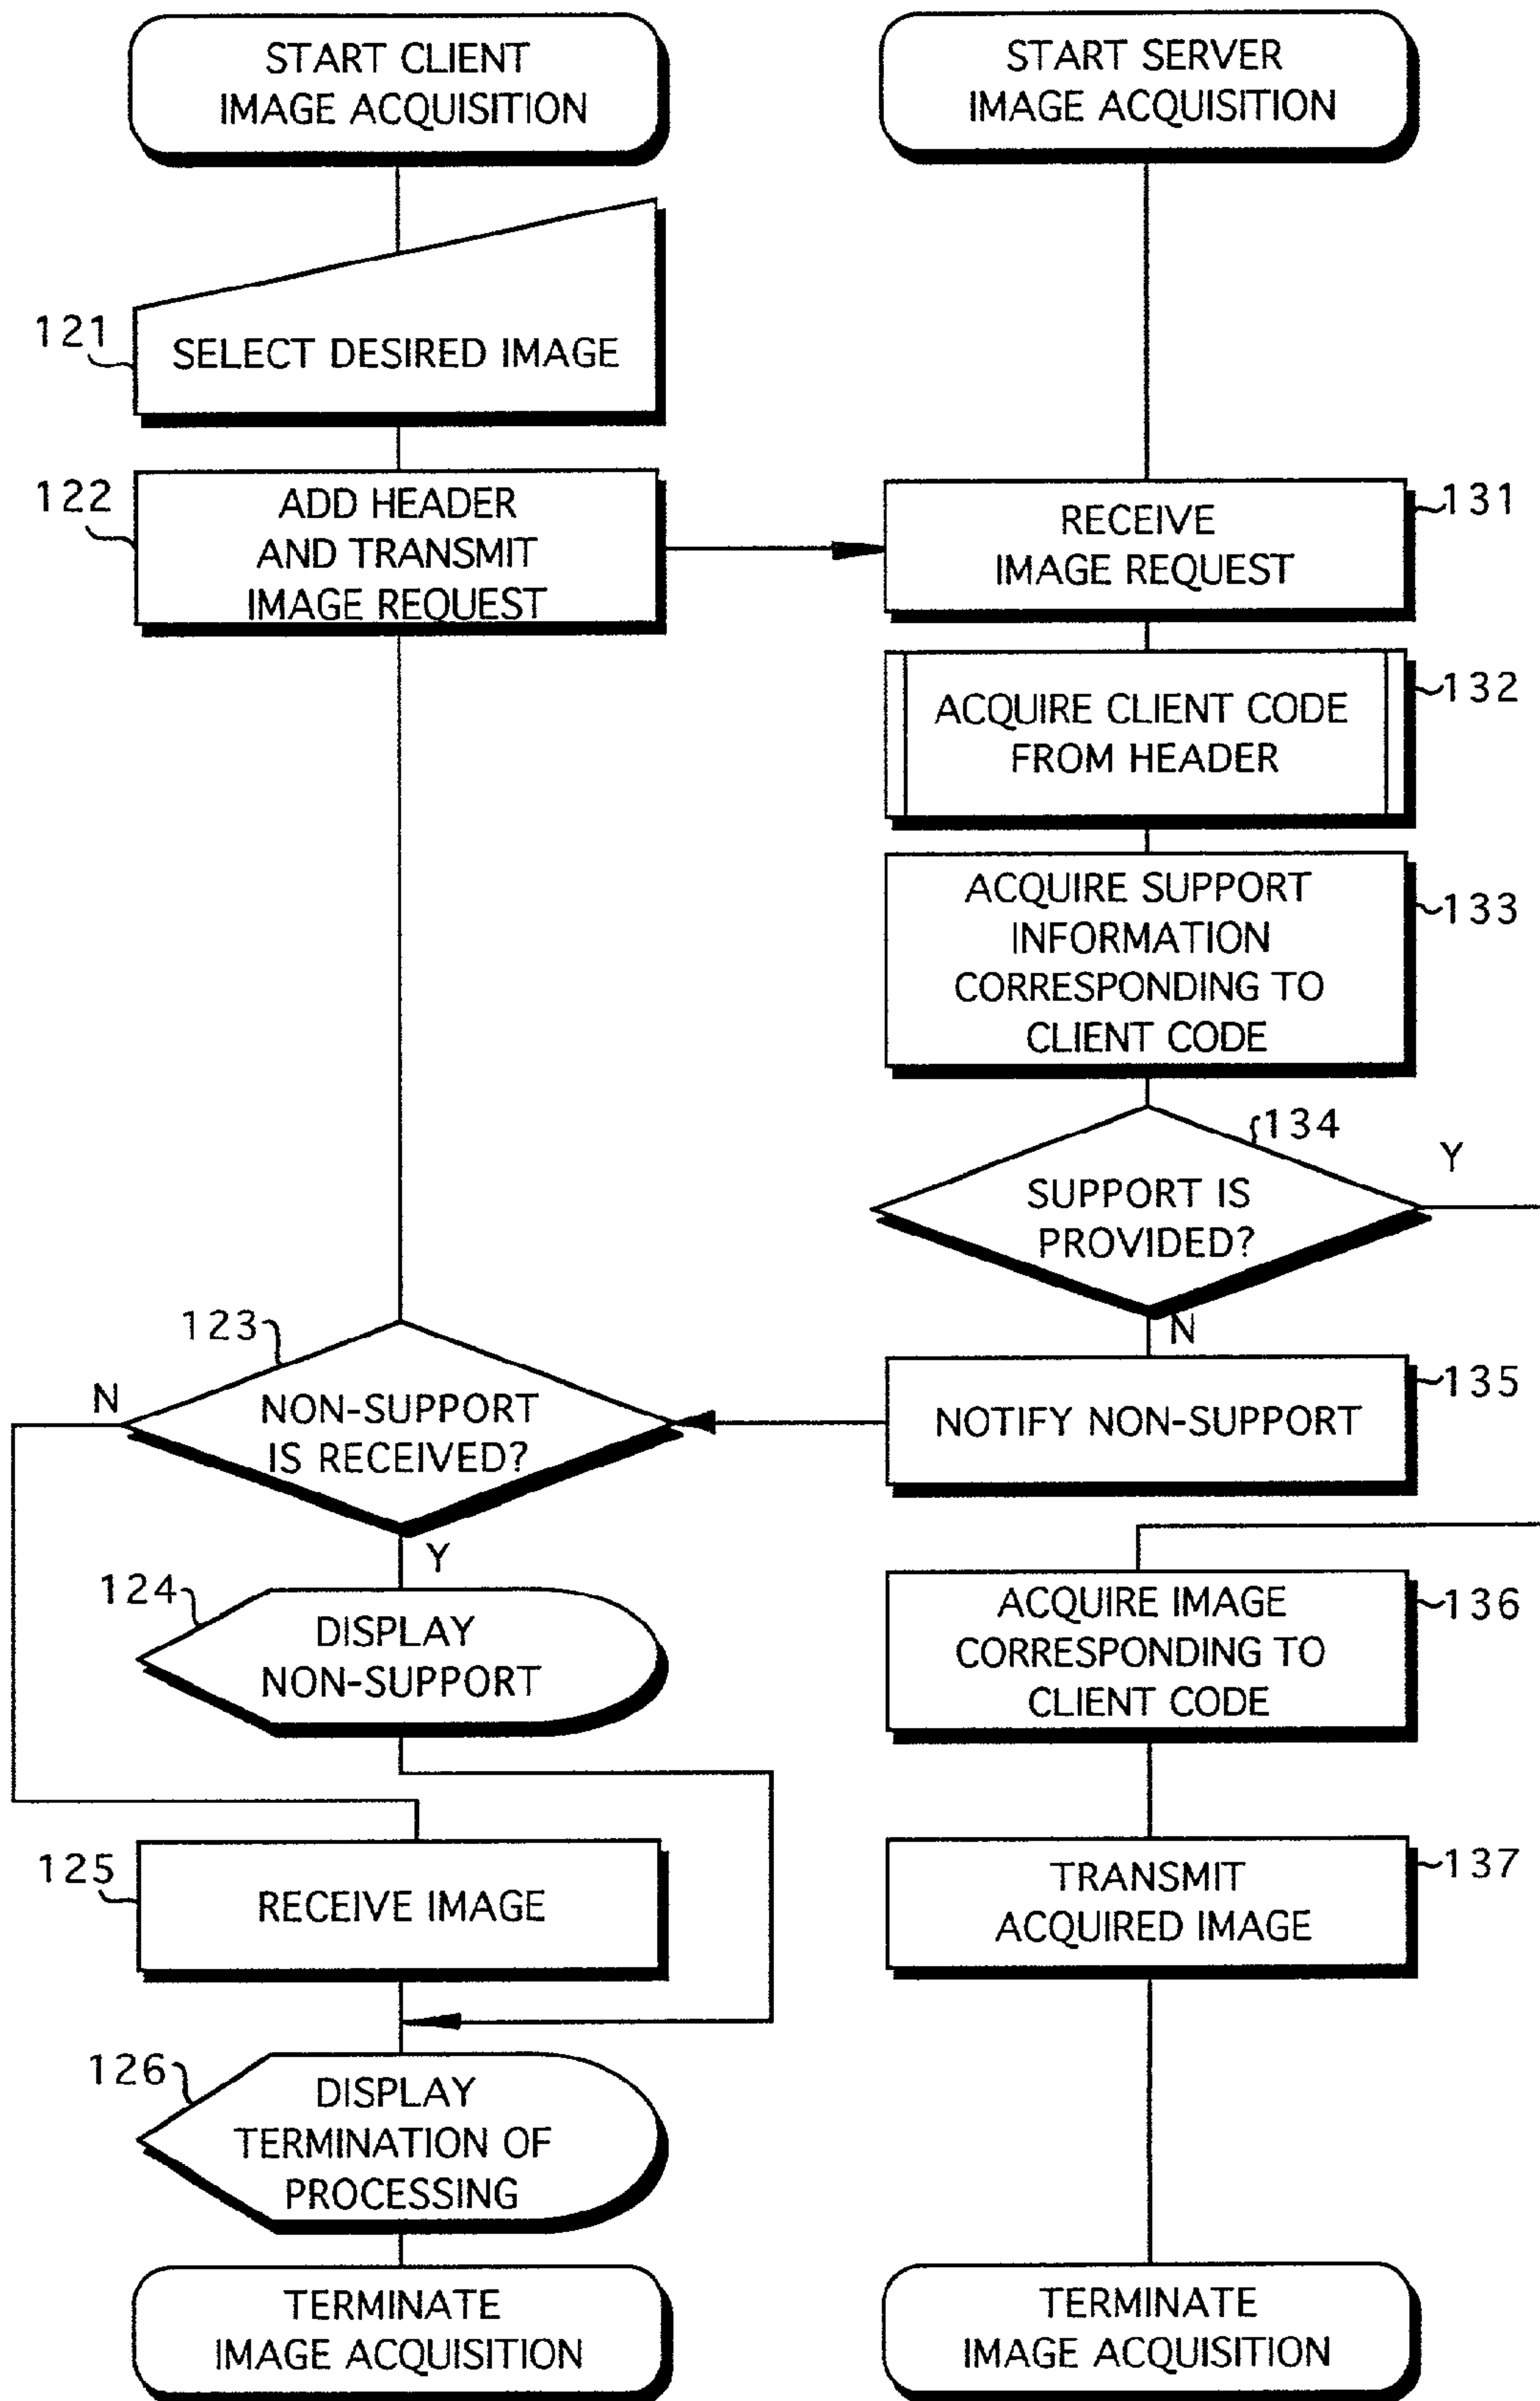 START CLIENT
IMAGE ACQUISITION
121
SELECT DESIRED IMAGE
122
ADD HEADER
AND TRANSMIT
IMAGE REQUEST
123
N
NON-SUPPORT
IS RECEIVED?
Y
124
DISPLAY
NON-SUPPORT
125
RECEIVE IMAGE
126
DISPLAY
TERMINATION OF
PROCESSING
TERMINATE
IMAGE ACQUISITION
START SERVER
IMAGE ACQUISITION
131
RECEIVE
IMAGE REQUEST
132
ACQUIRE CLIENT CODE
FROM HEADER
133
ACQUIRE SUPPORT
INFORMATION
CORRESPONDING TO
CLIENT CODE
134
Y
SUPPORT IS
PROVIDED?
N
135
NOTIFY NON-SUPPORT
136
ACQUIRE IMAGE
CORRESPONDING TO
CLIENT CODE
137
TRANSMIT
ACQUIRED IMAGE
TERMINATE
IMAGE ACQUISITION